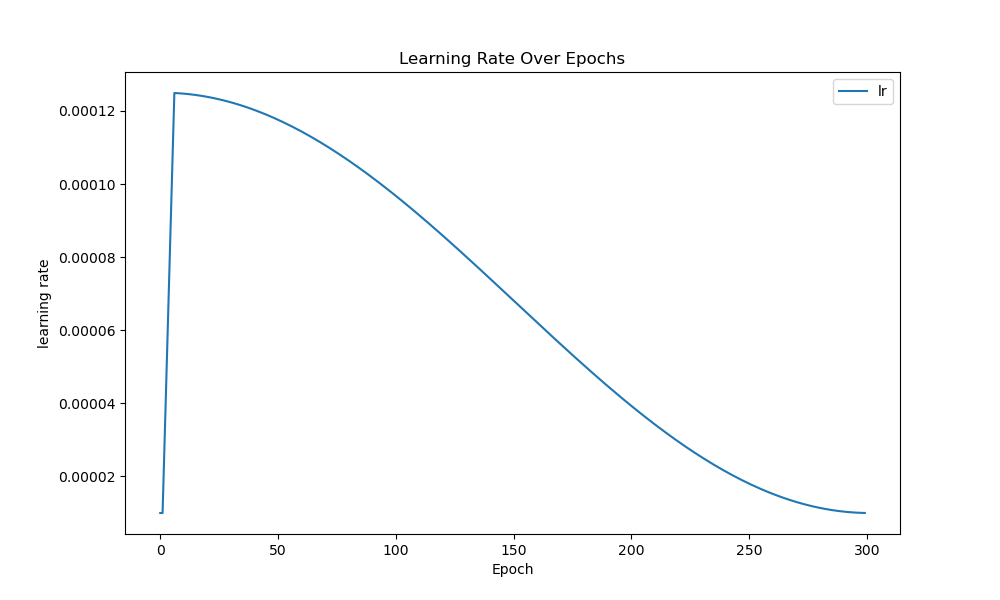 Learning Rate Over Epochs
lr
0.00012
0.00010
0.00008
0.00006
0.00004
0.00002
learning rate
0 50 100 150 200 250 300
Epoch